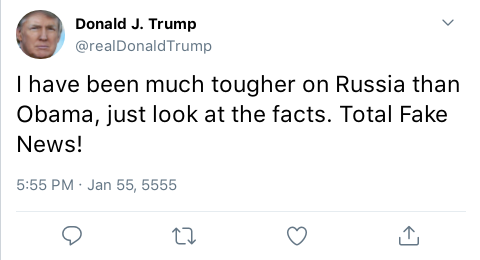 Donald J. Trump
@realDonaldTrump
I have been much tougher on Russia than
Obama, just look at the facts. Total Fake
News!
5:55 PM · Jan 55, 5555